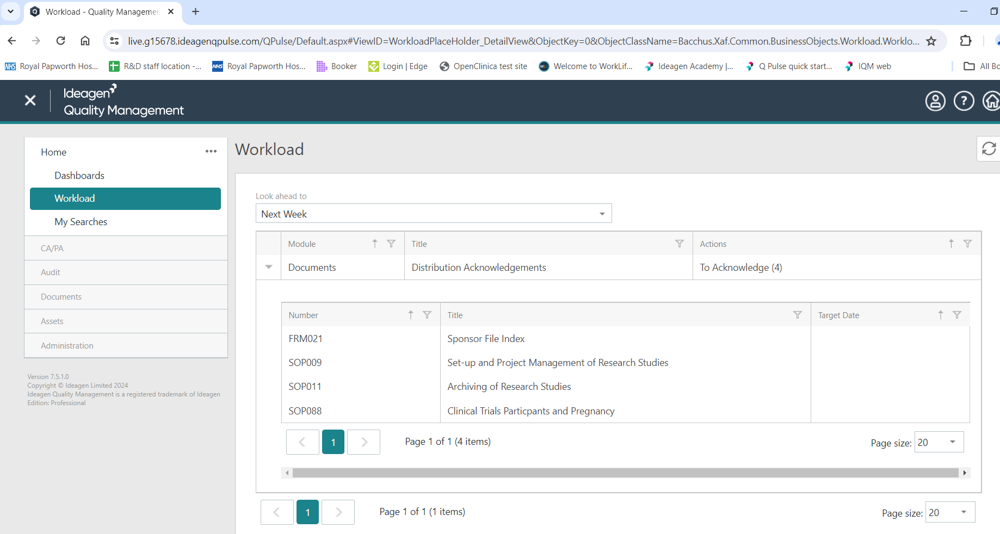 Workload - Quality Managemen
live.g15678.ideagenqpulse.com/QPulse/Default.aspx#ViewID=WorkloadPlaceHolder_DetailView&ObjectKey=0&ObjectClassName=Bacchus.Xaf.Common.BusinessObjects.Workload.Worklo...
NHS Royal Papworth Hos... R&D staff location -... NHS Royal Papworth Hos... Booker Login | Edge OpenClinica test site WL Welcome to WorkLif... Ideagen Academy |... Q Pulse quick start... IQM web All Bo
Ideagen
Quality Management
Home
Dashboards
Workload
My Searches
CA/PA
Audit
Documents
Assets
Administration
Version 7.5.1.0
Copyright © Ideagen Limited 2024
Ideagen Quality Management is a registered trademark of Ideagen
Edition: Professional
Workload
Look ahead to
Next Week
Module Title Actions
Documents Distribution Acknowledgements To Acknowledge (4)
Number Title Target Date
FRM021 Sponsor File Index
SOP009 Set-up and Project Management of Research Studies
SOP011 Archiving of Research Studies
SOP088 Clinical Trials Particpants and Pregnancy
1 Page 1 of 1 (4 items) Page size: 20
1 Page 1 of 1 (1 items) Page size: 20